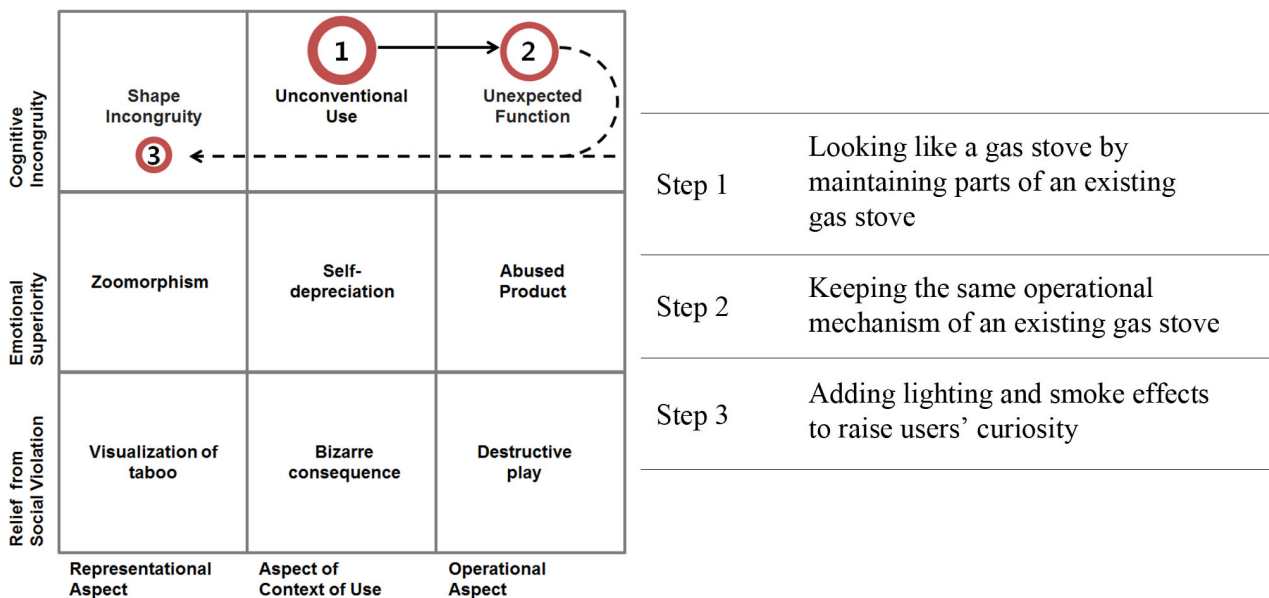 1
2
Shape
Incongruity
Unconventional
Use
Unexpected
Function
3
Cognitive
Incongruity
Zoomorphism
Self-
depreciation
Abused
Product
Emotional
Superiority
Visualization of
taboo
Bizarre
consequence
Destructive
play
Relief from
Social Violation
Representational
Aspect
Aspect of
Context of Use
Operational
Aspect
Step 1
Looking like a gas stove by
maintaining parts of an existing
gas stove
Step 2
Keeping the same operational
mechanism of an existing gas stove
Step 3
Adding lighting and smoke effects
to raise users’ curiosity